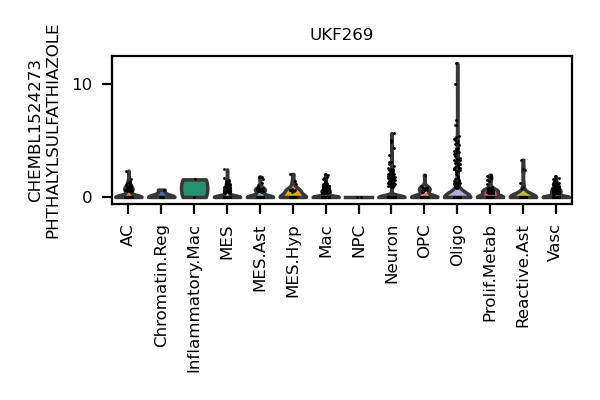 UKF269
CHEMBL1524273
PHTHALYLSULFATHIAZOLE
10
0
AC
Chromatin.Reg
Inflammatory.Mac
MES
MES.Ast
MES.Hyp
Mac
NPC
Neuron
OPC
Oligo
Prolif.Metab
Reactive.Ast
Vasc